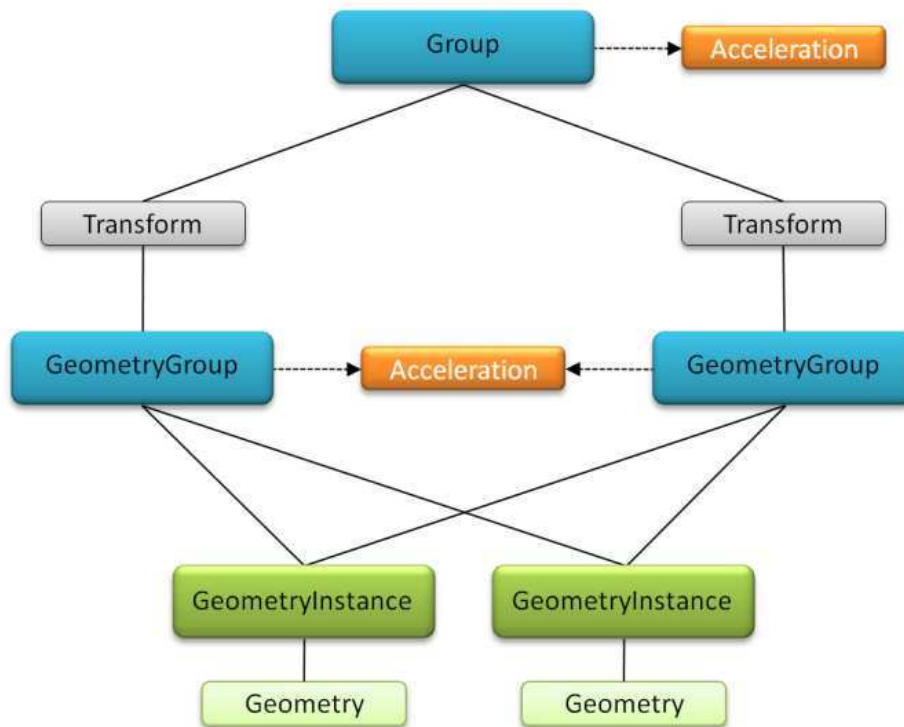 Group
Acceleration
Transform
Transform
GeometryGroup
Acceleration
GeometryGroup
GeometryInstance
GeometryInstance
Geometry
Geometry